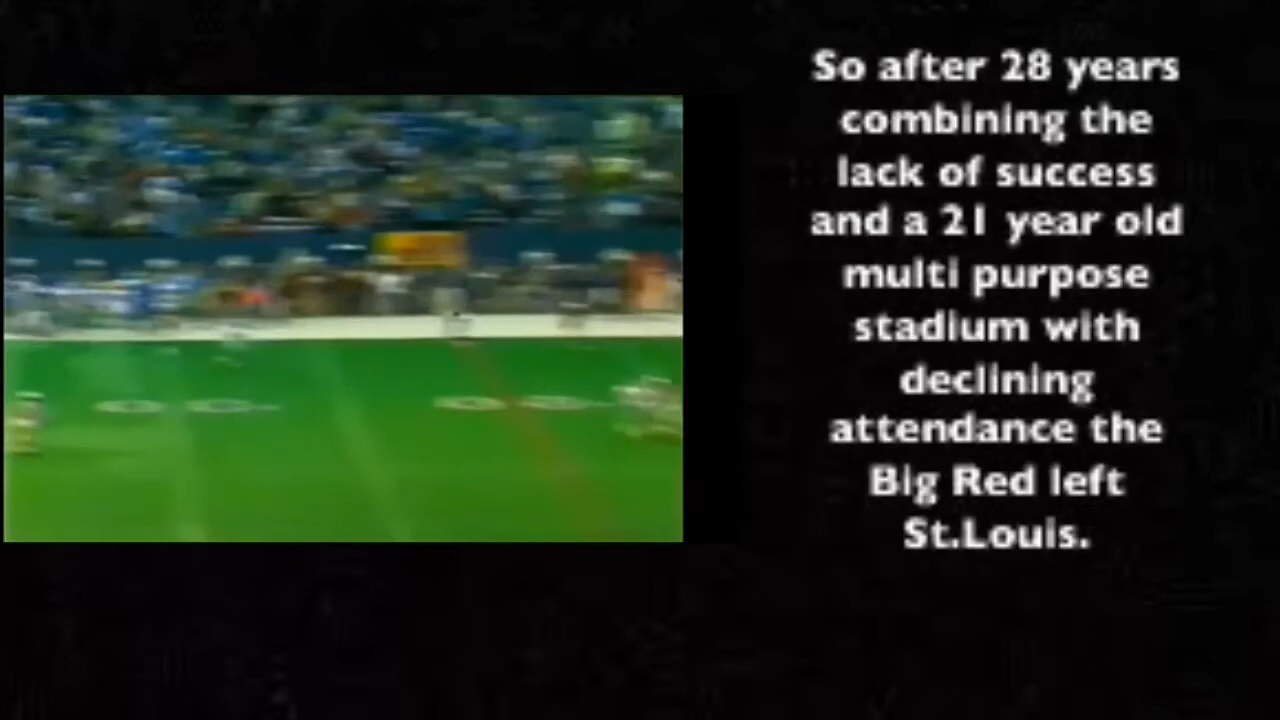 So after 28 years
combining the
lack of success
and a 21 year old
multi purpose
stadium with
declining
attendance the
Big Red left
St.Louis.